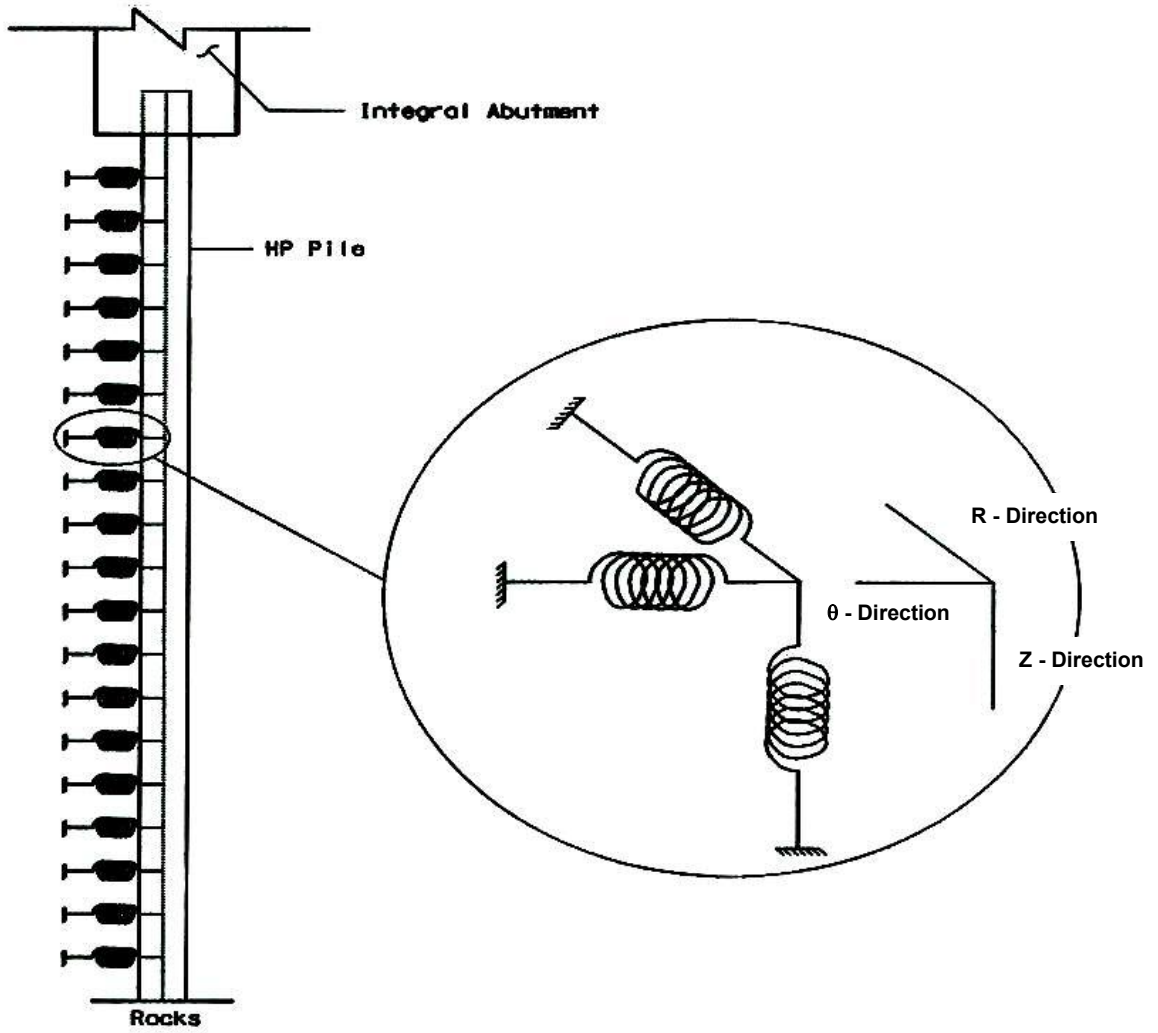 Integral Abutment
HP Pile
R - Direction
θ - Direction
Z - Direction
Rocks